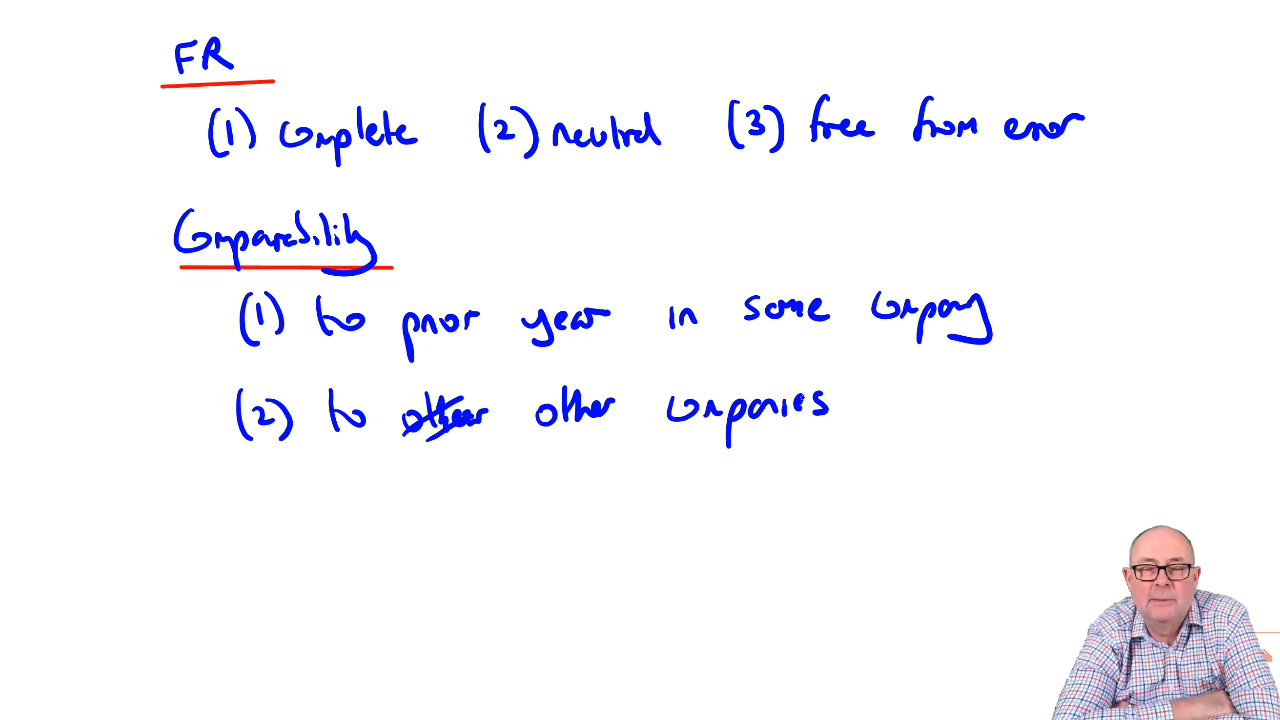 FR
(1) complete (2) neutral (3) free from error
Comparability
(1) to prior year in same company
(2) to other other companies